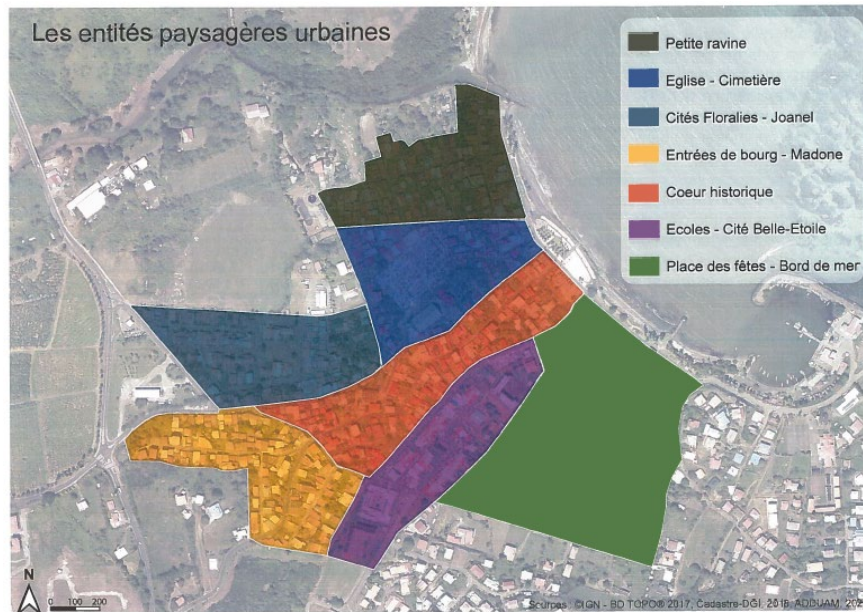 Les entités paysagères urbaines
Petite ravine
Eglise - Cimetière
Cités Floralies - Joanel
Entrées de bourg - Madone
Coeur historique
Ecoles - Cité Belle-Etoile
Place des fêtes - Bord de mer
N
0 100 200
Sources : ©IGN - BD TOPO® 2017, Cadastre-DGI, 2018, ADDUAM,